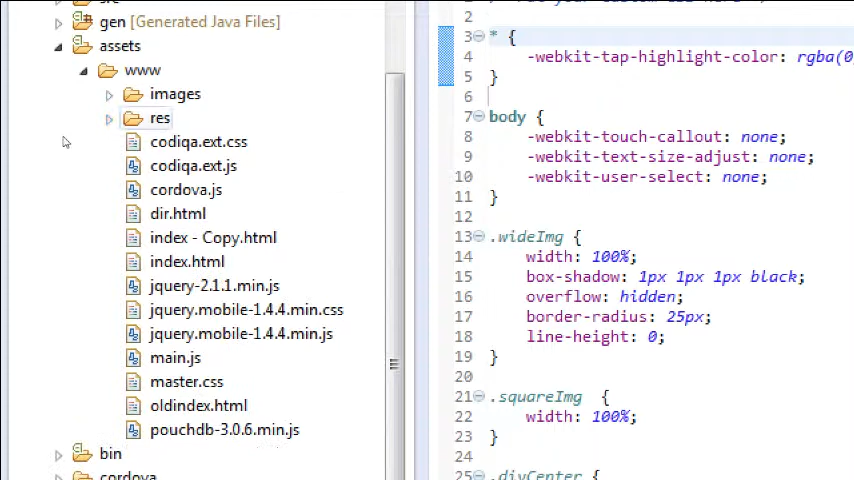 src
gen [Generated Java Files]
assets
www
images
res
codiqa.ext.css
codiqa.ext.js
cordova.js
dir.html
index - Copy.html
index.html
jquery-2.1.1.min.js
jquery.mobile-1.4.4.min.css
jquery.mobile-1.4.4.min.js
main.js
master.css
oldindex.html
pouchdb-3.0.6.min.js
bin
cordova
2
3 * {
4 -webkit-tap-highlight-color: rgba(0
5 }
6
7 body {
8 -webkit-touch-callout: none;
9 -webkit-text-size-adjust: none;
10 -webkit-user-select: none;
11 }
12
13 .wideImg {
14 width: 100%;
15 box-shadow: 1px 1px 1px black;
16 overflow: hidden;
17 border-radius: 25px;
18 line-height: 0;
19 }
20
21 .squareImg {
22 width: 100%;
23 }
24
25 .divCenter {